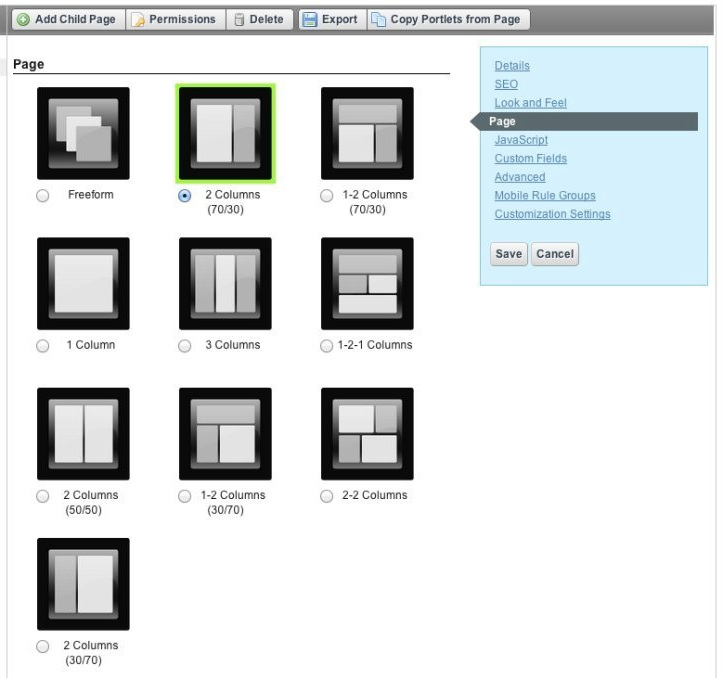 Add Child Page Permissions Delete Export Copy Portlets from Page
Page
Freeform
2 Columns
(70/30)
1-2 Columns
(70/30)
1 Column
3 Columns
1-2-1 Columns
2 Columns
(50/50)
1-2 Columns
(30/70)
2-2 Columns
2 Columns
(30/70)
Details
SEO
Look and Feel
Page
JavaScript
Custom Fields
Advanced
Mobile Rule Groups
Customization Settings
Save Cancel